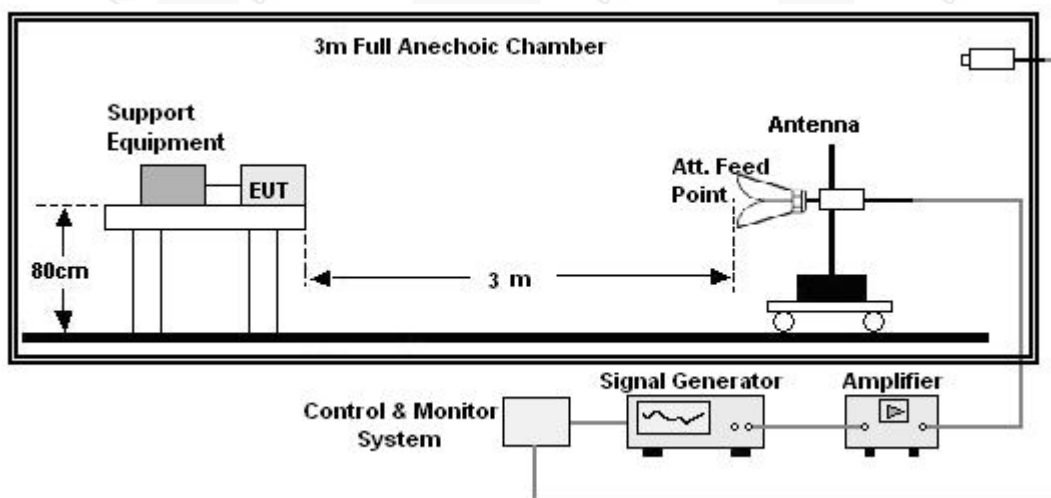 3m Full Anechoic Chamber
Support
Equipment
Antenna
Att. Feed
Point
EUT
80cm
3 m
Signal Generator
Amplifier
Control & Monitor
System